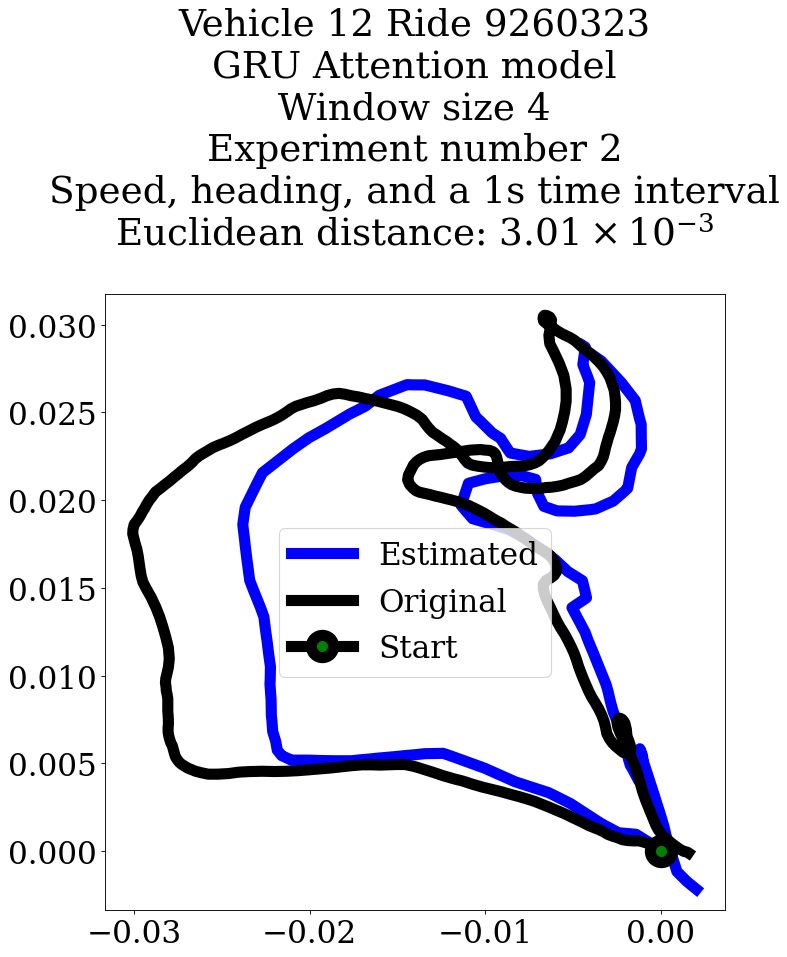 Vehicle 12 Ride 9260323
GRU Attention model
Window size 4
Experiment number 2
Speed, heading, and a 1s time interval
Euclidean distance: 3.01 × 10⁻³
0.030
0.025
0.020
0.015
0.010
0.005
0.000
Estimated
Original
Start
−0.03 −0.02 −0.01 0.00